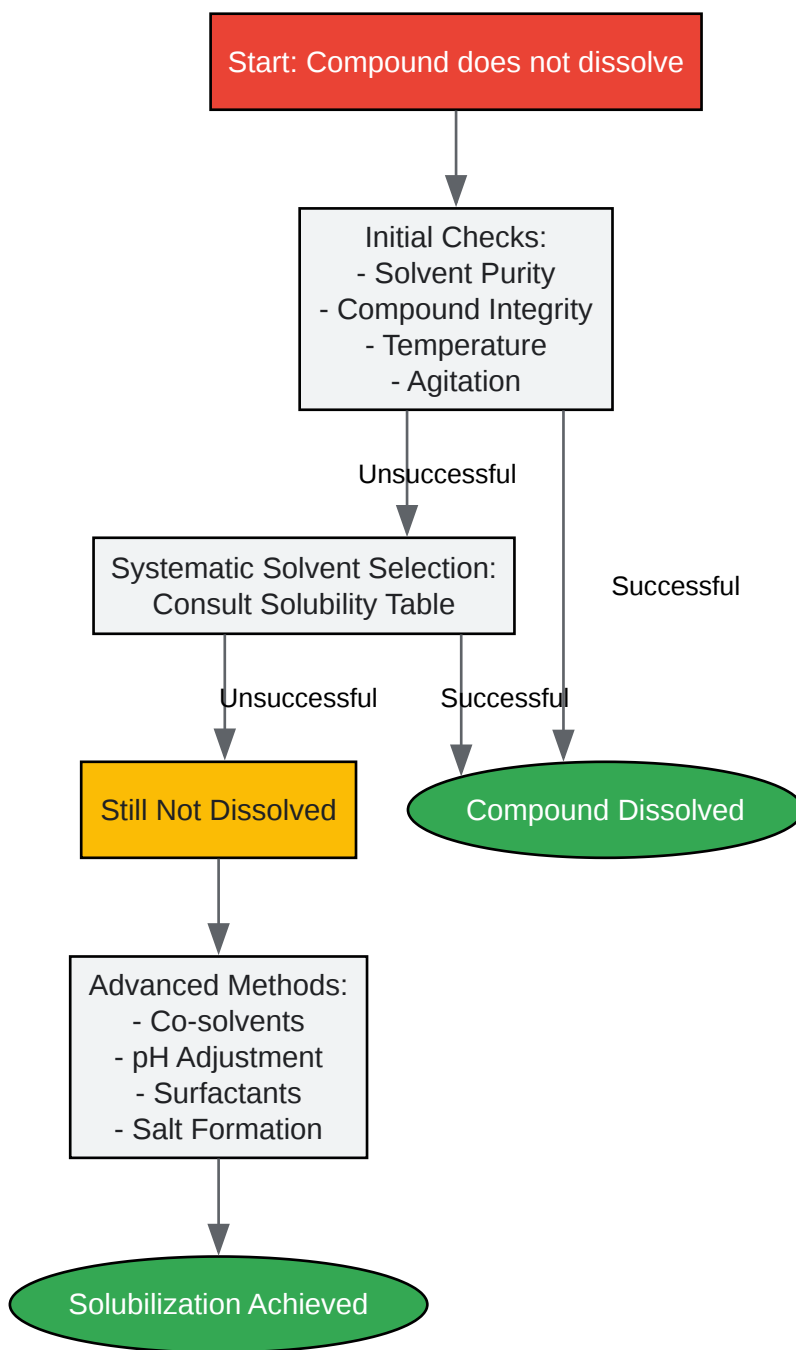 Start: Compound does not dissolve
Initial Checks:
- Solvent Purity
- Compound Integrity
- Temperature
- Agitation
Unsuccessful
Systematic Solvent Selection:
Consult Solubility Table
Successful
Unsuccessful
Successful
Still Not Dissolved
Compound Dissolved
Advanced Methods:
- Co-solvents
- pH Adjustment
- Surfactants
- Salt Formation
Solubilization Achieved